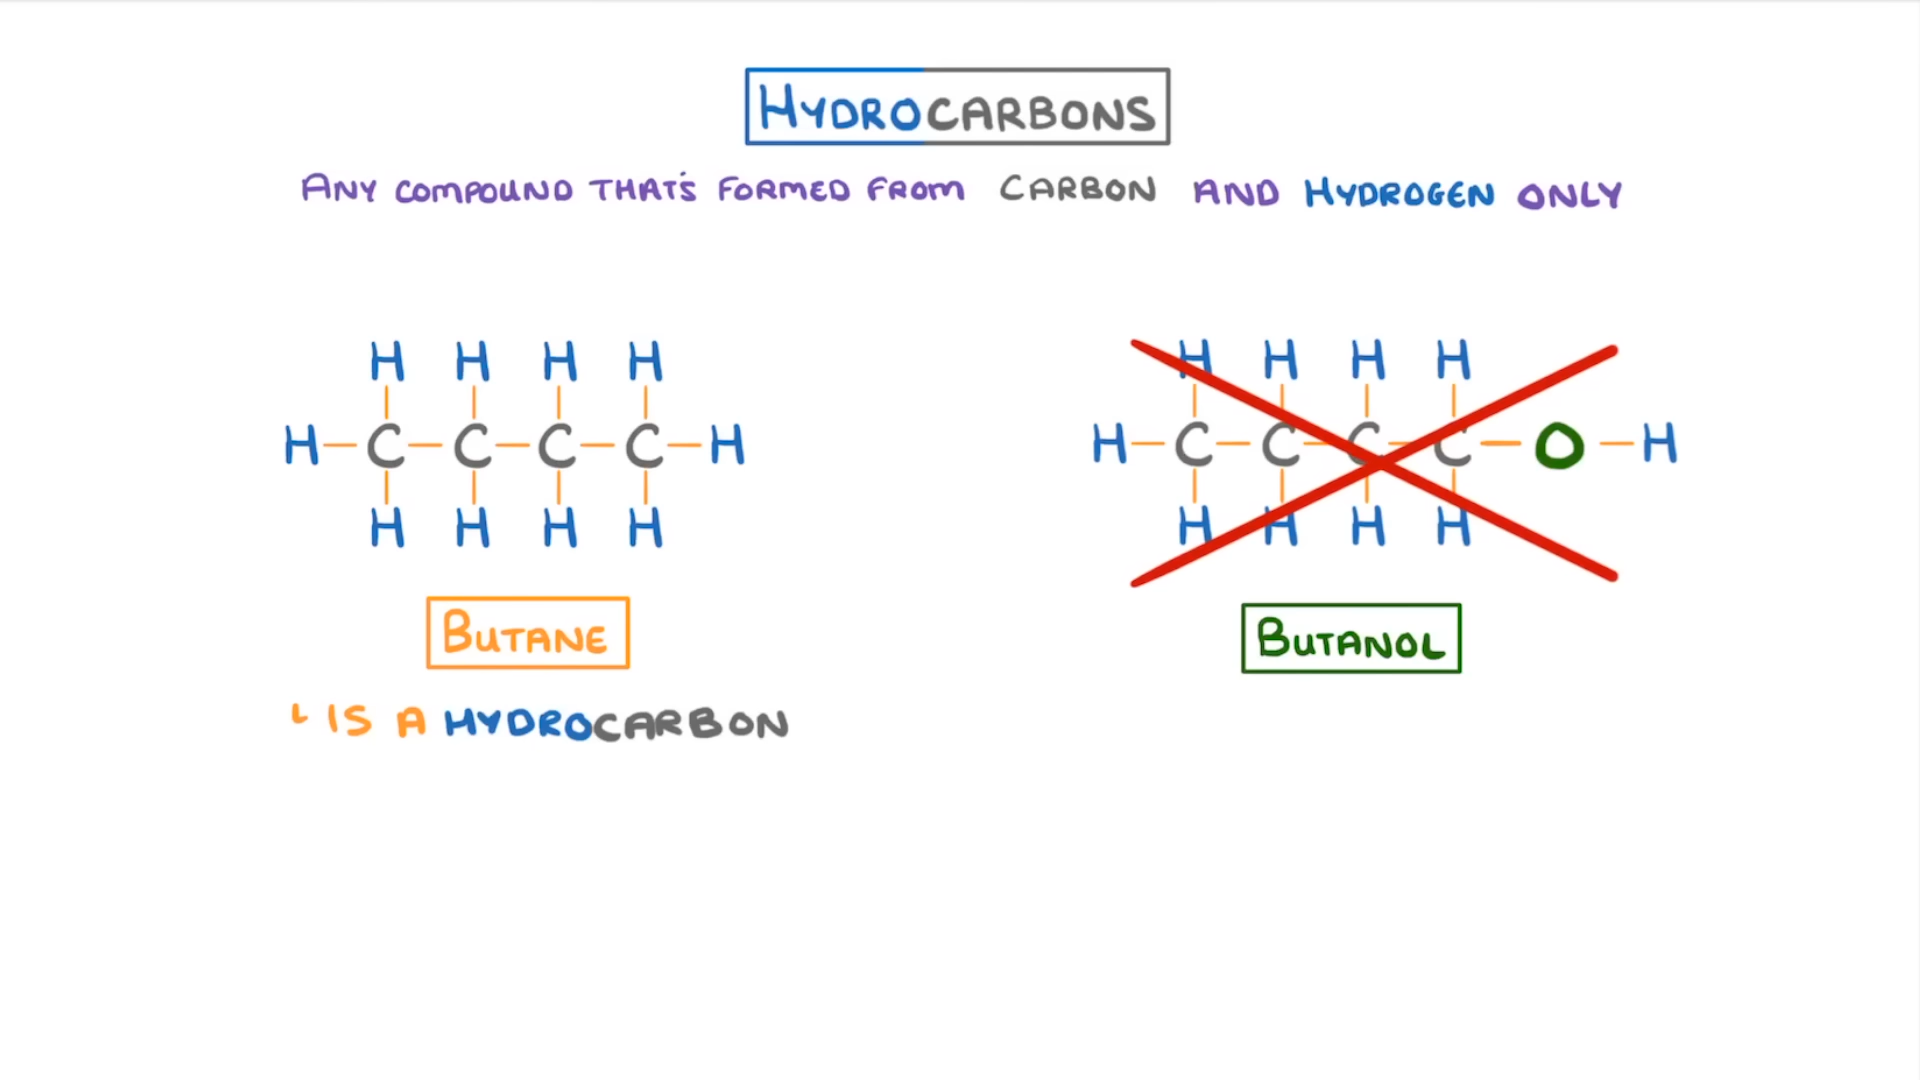 HYDROCARBONS
ANY COMPOUND THAT'S FORMED FROM CARBON AND HYDROGEN ONLY
H H H H
H C C C C H
H H H H
BUTANE
IS A HYDROCARBON
H H H H
H C C C C O H
H H H H
BUTANOL